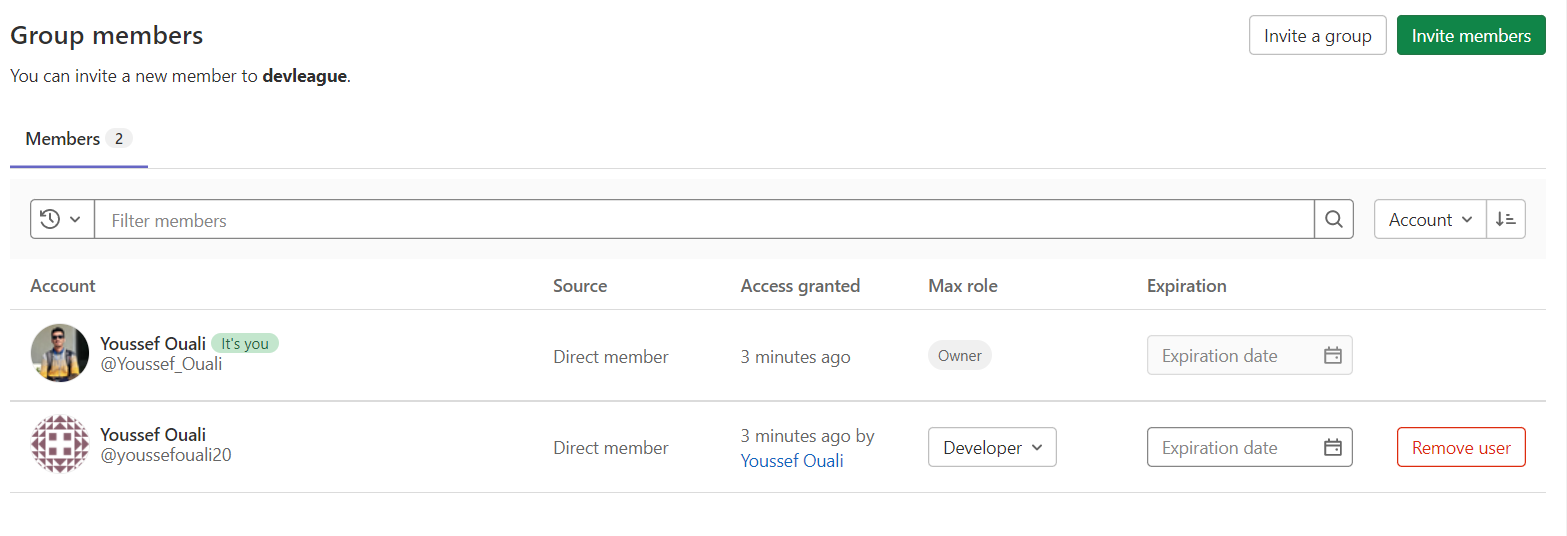 Group members
Invite a group
Invite members
You can invite a new member to devleague.
Members 2
Filter members
Account
Account Source Access granted Max role Expiration
Youssef Ouali It's you
@Youssef_Ouali
Direct member
3 minutes ago
Owner
Expiration date
Youssef Ouali
@youssefouali20
Direct member
3 minutes ago by
Youssef Ouali
Developer
Expiration date
Remove user